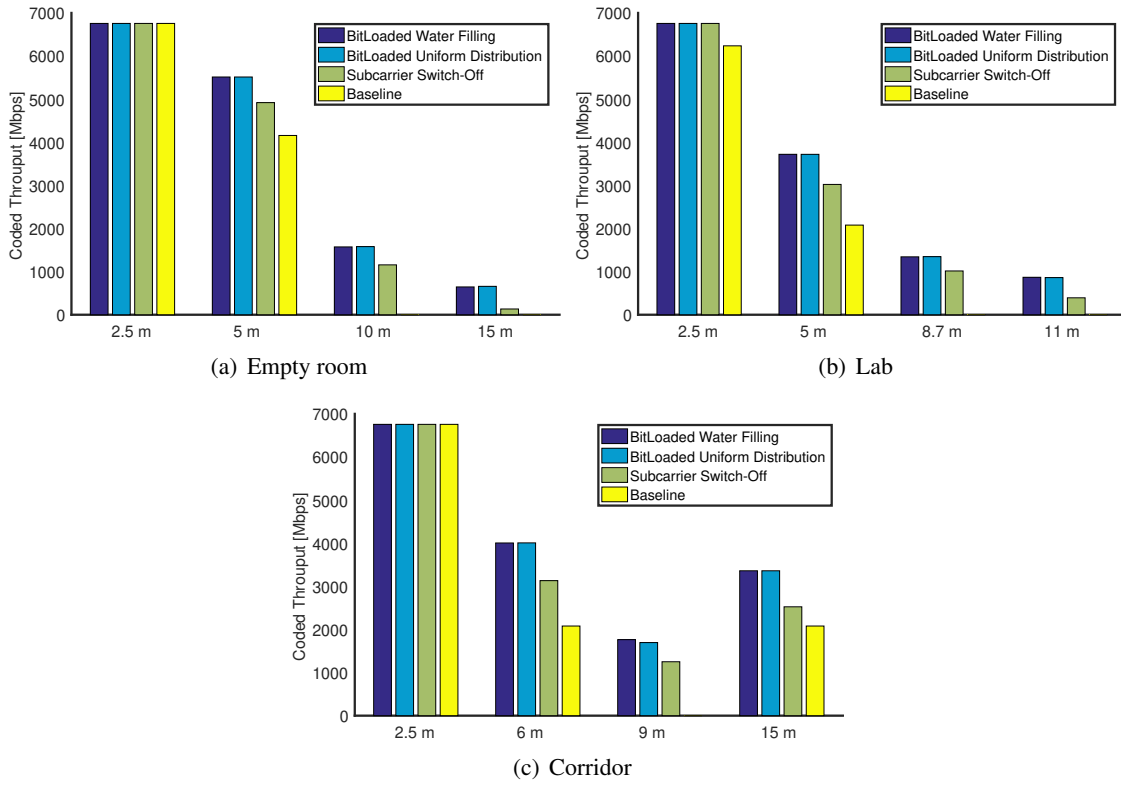 7000
6000
5000
4000
3000
2000
1000
0
Coded Throuput [Mbps]
BitLoaded Water Filling
BitLoaded Uniform Distribution
Subcarrier Switch-Off
Baseline
2.5 m 5 m 10 m 15 m
(a) Empty room
7000
6000
5000
4000
3000
2000
1000
0
Coded Throuput [Mbps]
BitLoaded Water Filling
BitLoaded Uniform Distribution
Subcarrier Switch-Off
Baseline
2.5 m 5 m 8.7 m 11 m
(b) Lab
7000
6000
5000
4000
3000
2000
1000
0
Coded Throuput [Mbps]
BitLoaded Water Filling
BitLoaded Uniform Distribution
Subcarrier Switch-Off
Baseline
2.5 m 6 m 9 m 15 m
(c) Corridor